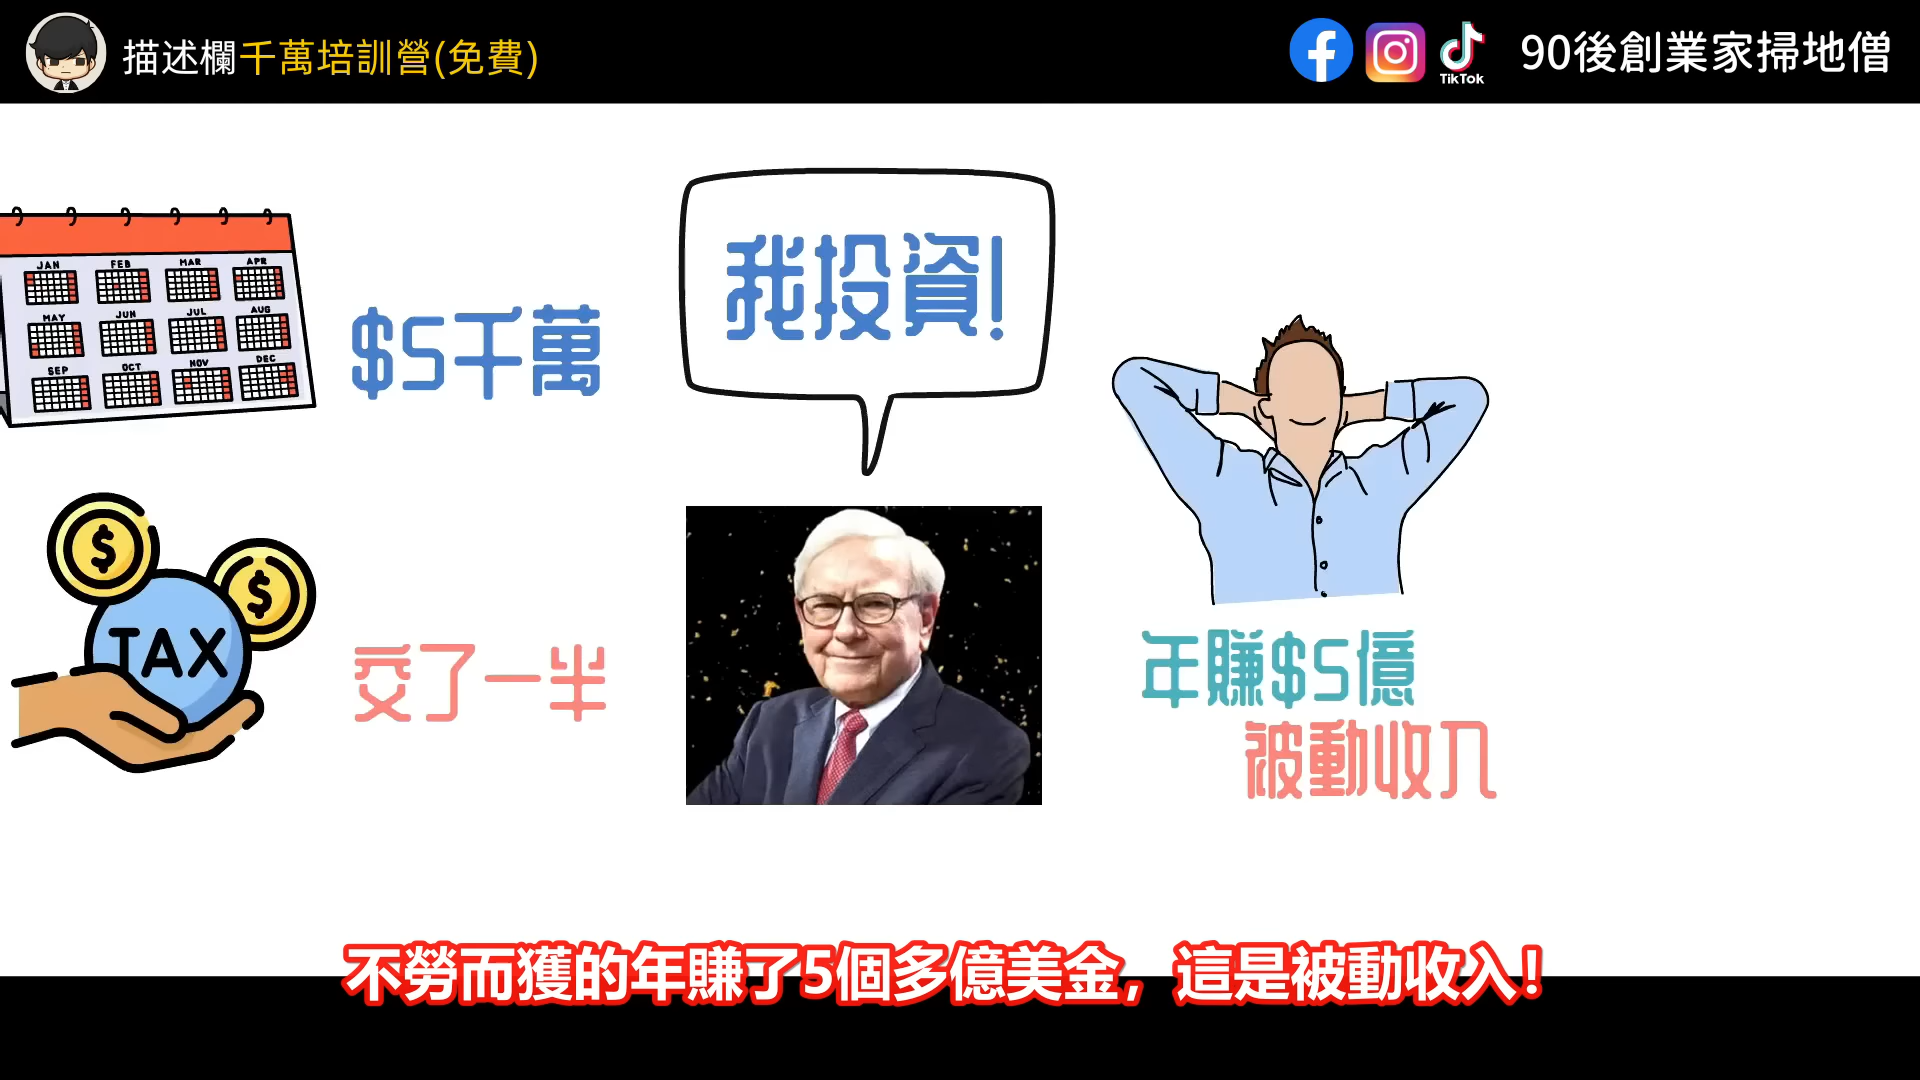 描述欄千萬培訓營(免費)
TikTok
90後創業家掃地僧
JAN FEB MAR APR
MAY JUN JUL AUG
SEP OCT NOV DEC
$5千萬
我投資!
TAX
$
$
交了一半
年賺$5億
被動收入
不勞而獲的年賺了5個多億美金，這是被動收入！